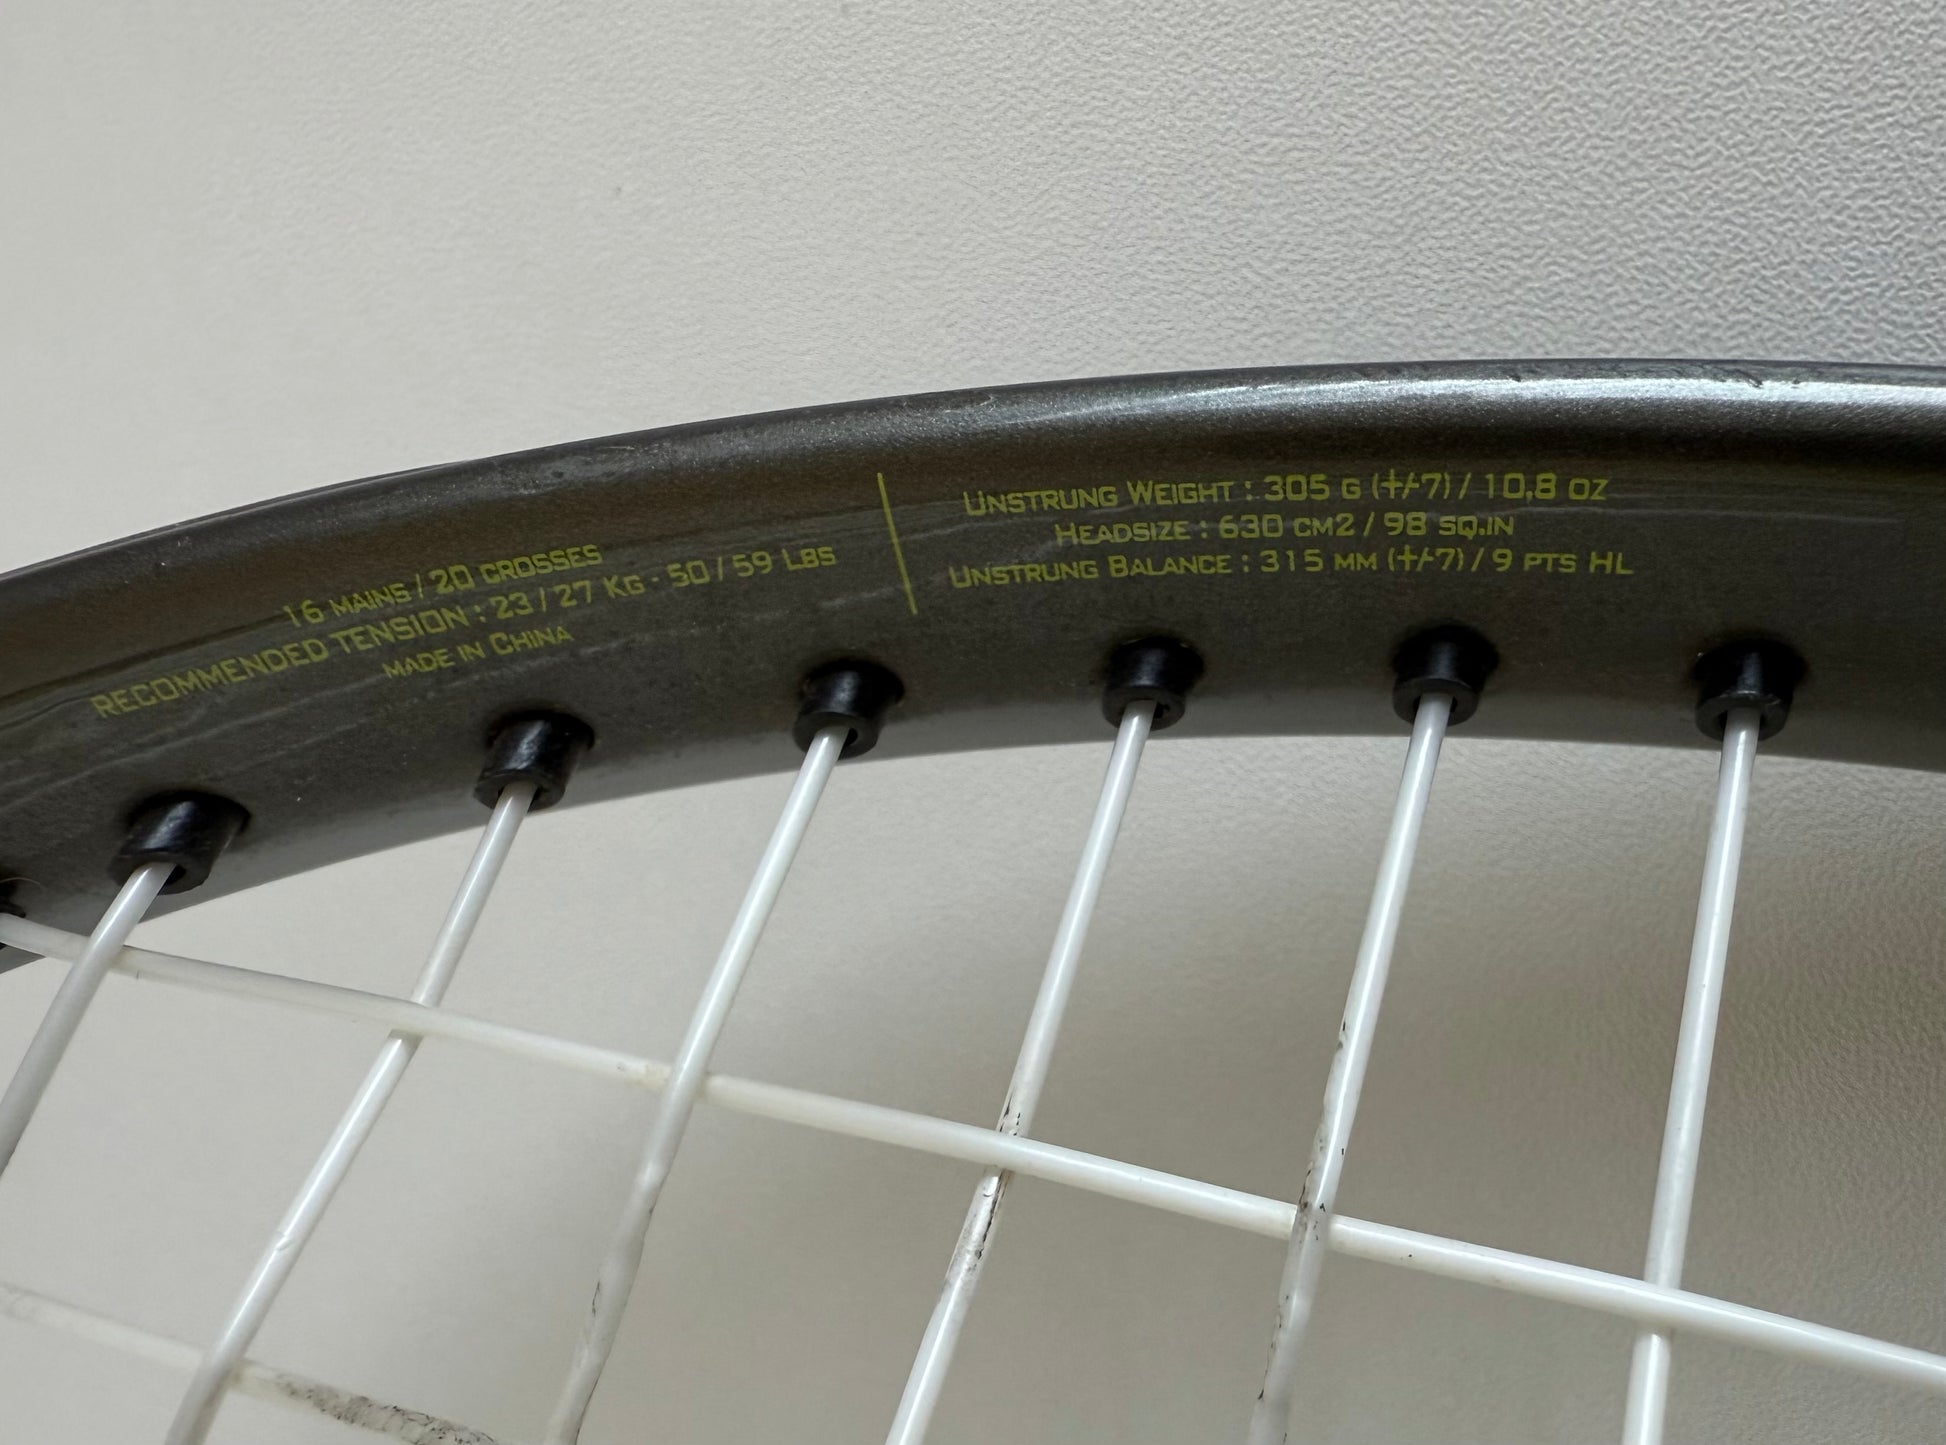 16 MAINS / 20 CROSSES
RECOMMENDED TENSION : 23 / 27 KG - 50 / 59 LBS
MADE IN CHINA
UNSTRUNG WEIGHT : 305 G (+/-7) / 10,8 OZ
HEADSIZE : 630 CM2 / 98 SQ.IN
UNSTRUNG BALANCE : 315 MM (+/-7) / 9 PTS HL